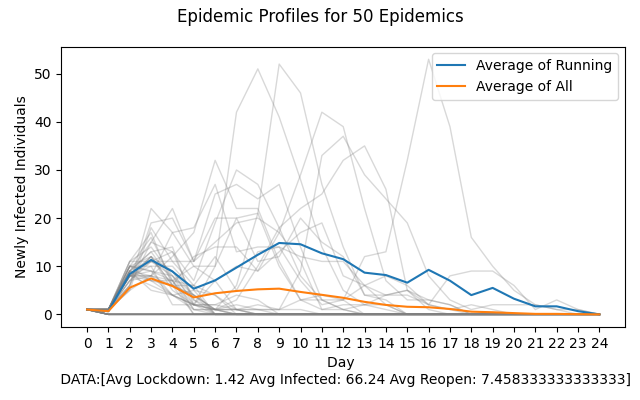 Epidemic Profiles for 50 Epidemics
Average of Running
Average of All
Newly Infected Individuals
50
40
30
20
10
0
0 1 2 3 4 5 6 7 8 9 10 11 12 13 14 15 16 17 18 19 20 21 22 23 24
Day
DATA:[Avg Lockdown: 1.42 Avg Infected: 66.24 Avg Reopen: 7.458333333333333]